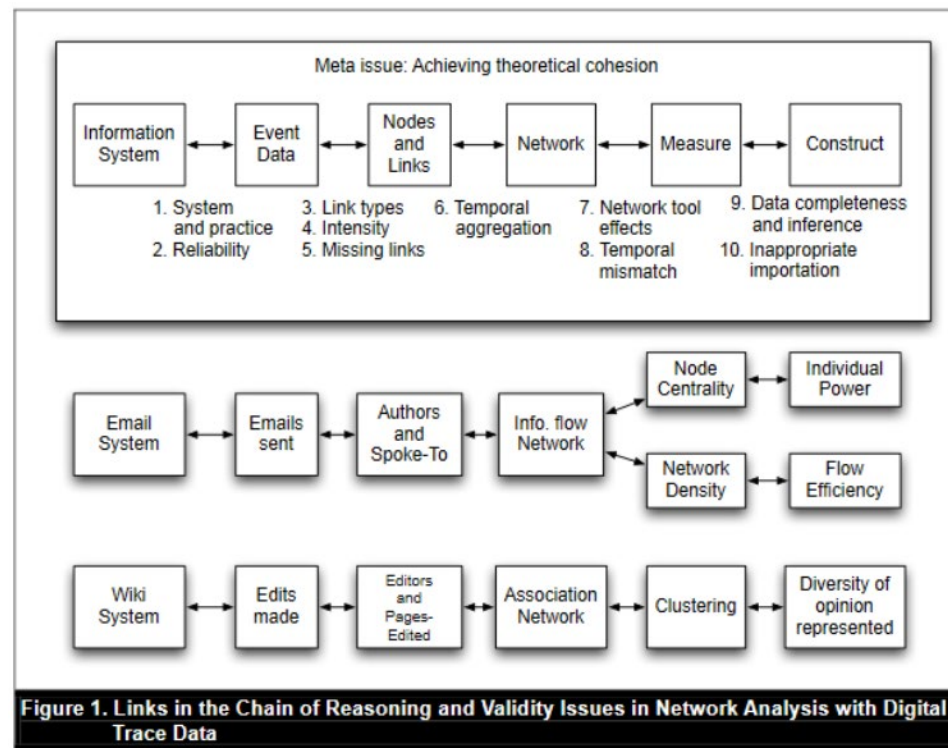 Meta issue: Achieving theoretical cohesion
Information
System
Event
Data
Nodes
and
Links
Network
Measure
Construct
1. System
and practice
2. Reliability
3. Link types
4. Intensity
5. Missing links
6. Temporal
aggregation
7. Network tool
effects
8. Temporal
mismatch
9. Data completeness
and inference
10. Inappropriate
importation
Email
System
Emails
sent
Authors
and
Spoke-To
Info. flow
Network
Node
Centrality
Individual
Power
Network
Density
Flow
Efficiency
Wiki
System
Edits
made
Editors
and
Pages-
Edited
Association
Network
Clustering
Diversity of
opinion
represented
Figure 1. Links in the Chain of Reasoning and Validity Issues in Network Analysis with Digital
Trace Data